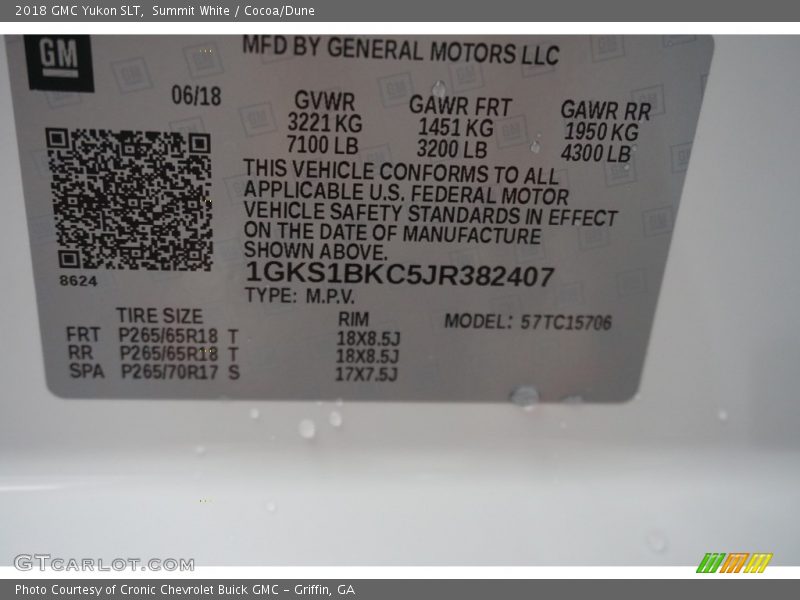 2018 GMC Yukon SLT,  Summit White / Cocoa/Dune
GM
MFD BY GENERAL MOTORS LLC
06/18
GVWR
3221 KG
7100 LB
GAWR FRT
1451 KG
3200 LB
GAWR RR
1950 KG
4300 LB
THIS VEHICLE CONFORMS TO ALL
APPLICABLE U.S. FEDERAL MOTOR
VEHICLE SAFETY STANDARDS IN EFFECT
ON THE DATE OF MANUFACTURE
SHOWN ABOVE.
8624
1GKS1BKC5JR382407
TYPE: M.P.V.
TIRE SIZE RIM MODEL: 57TC15706
FRT P265/65R18 T 18X8.5J
RR P265/65R18 T 18X8.5J
SPA P265/70R17 S 17X7.5J
GTCARLOT.COM
Photo Courtesy of Cronic Chevrolet Buick GMC - Griffin, GA